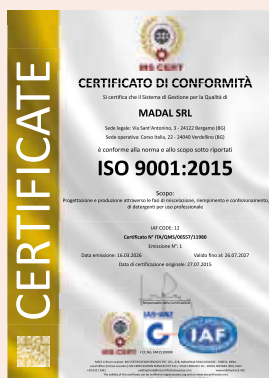 CERTIFICATE
MS CERT
CERTIFICATO DI CONFORMITÀ
Si certifica che il Sistema di Gestione per la Qualità di
MADAL SRL
Sede legale: Via Sant'Antonino, 3 - 24122 Bergamo (BG)
Sede operativa: Corso Italia, 22 - 24040 Verdellino (BG)
è conforme alla norma e allo scopo sotto riportati
ISO 9001:2015
Scopo:
Progettazione e produzione attraverso le fasi di miscelazione, riempimento e confezionamento,
di detergenti per uso professionale
IAF CODE: 12
Certificato N° ITA/QMS/00557/11980
Emissione N°: 1
Data emissione: 16.03.2026
Valido fino al: 26.07.2027
Data di certificazione originale: 27.07.2015
IAF